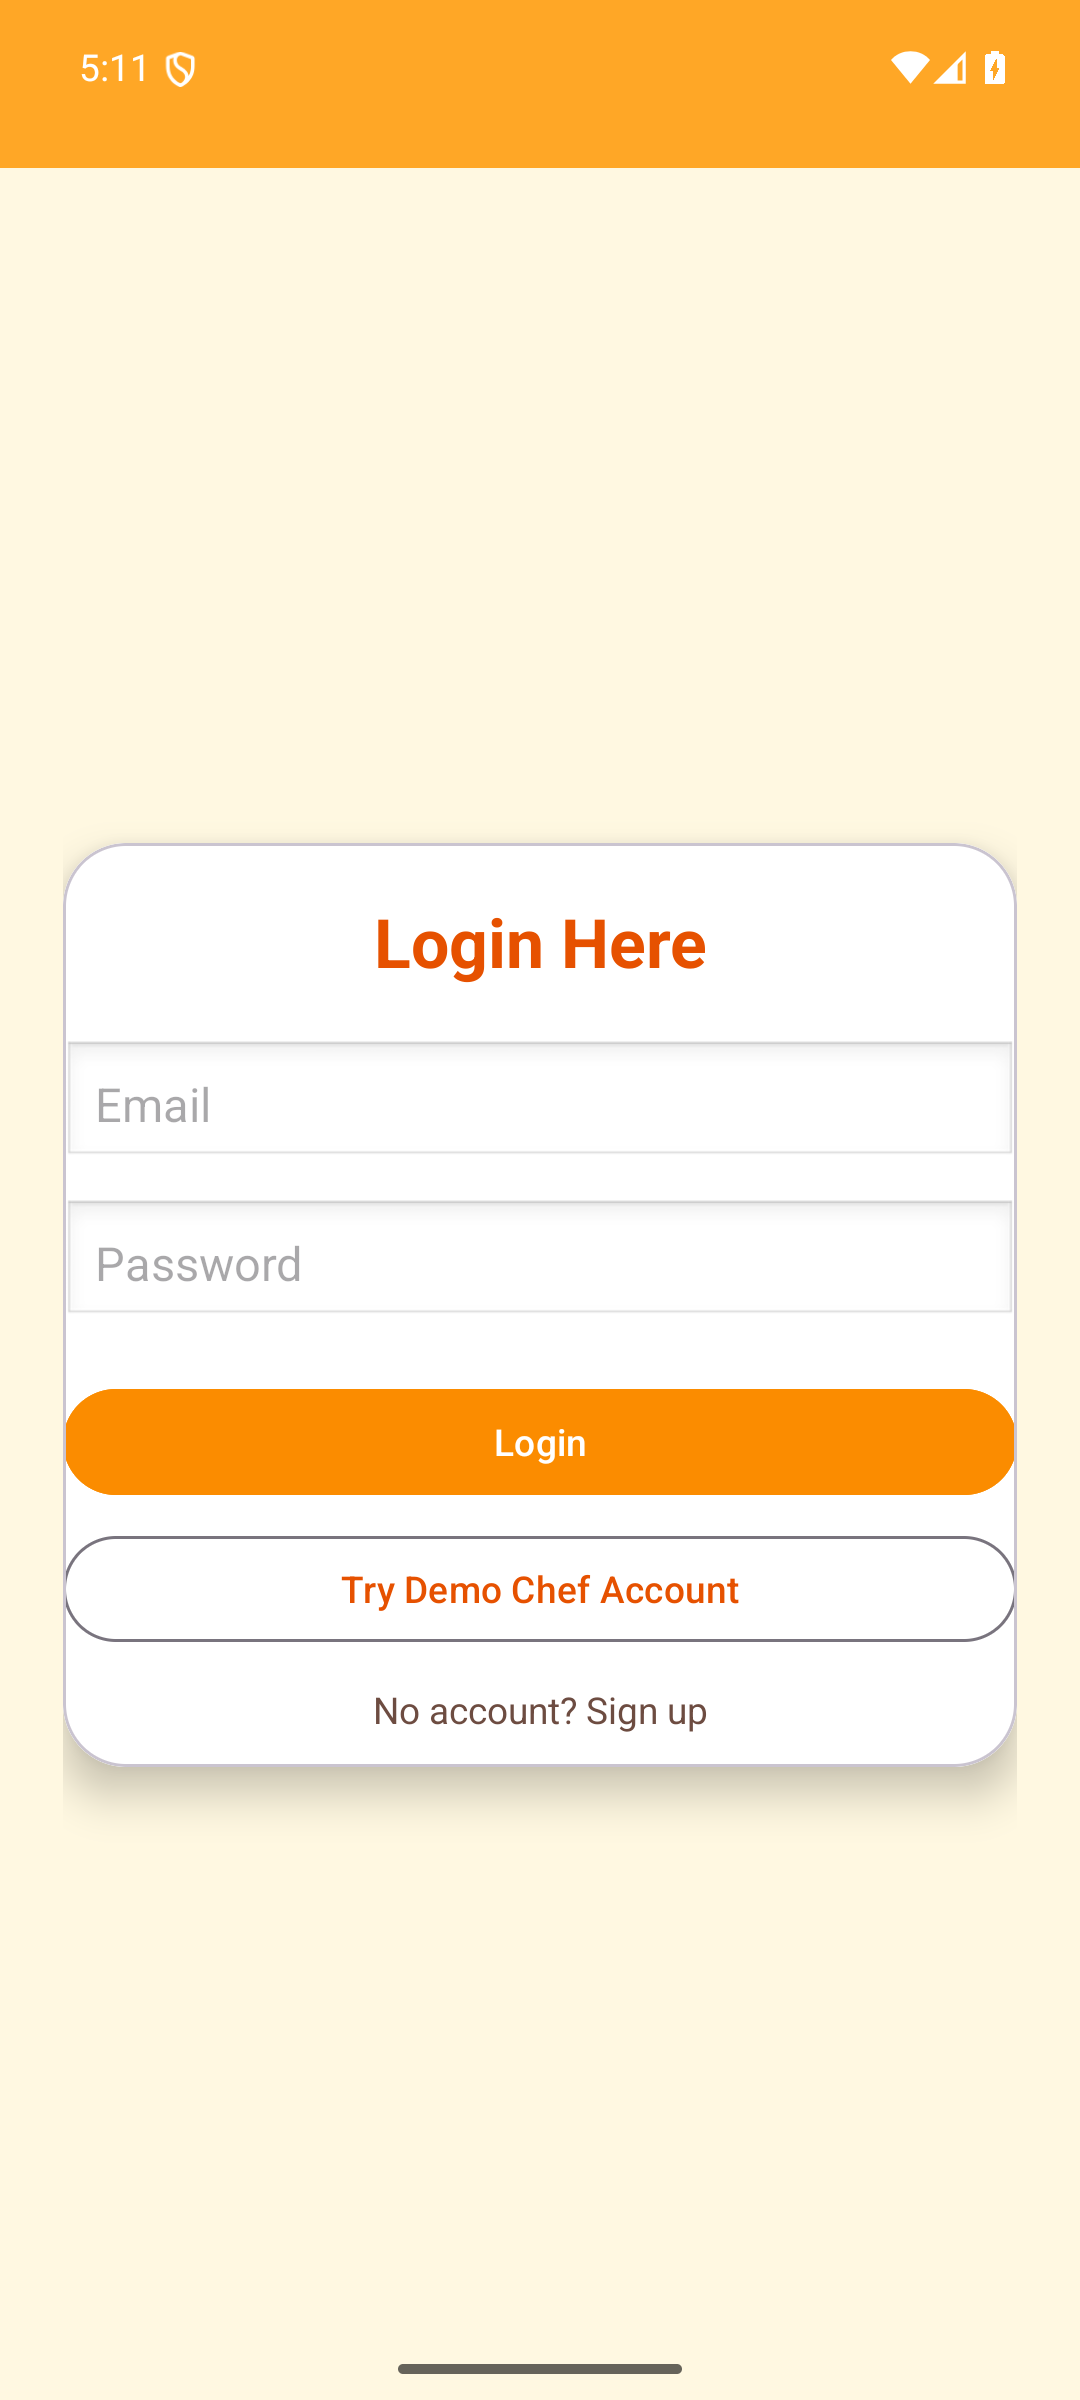 5:11
Login Here
Email
Password
Login
Try Demo Chef Account
No account? Sign up